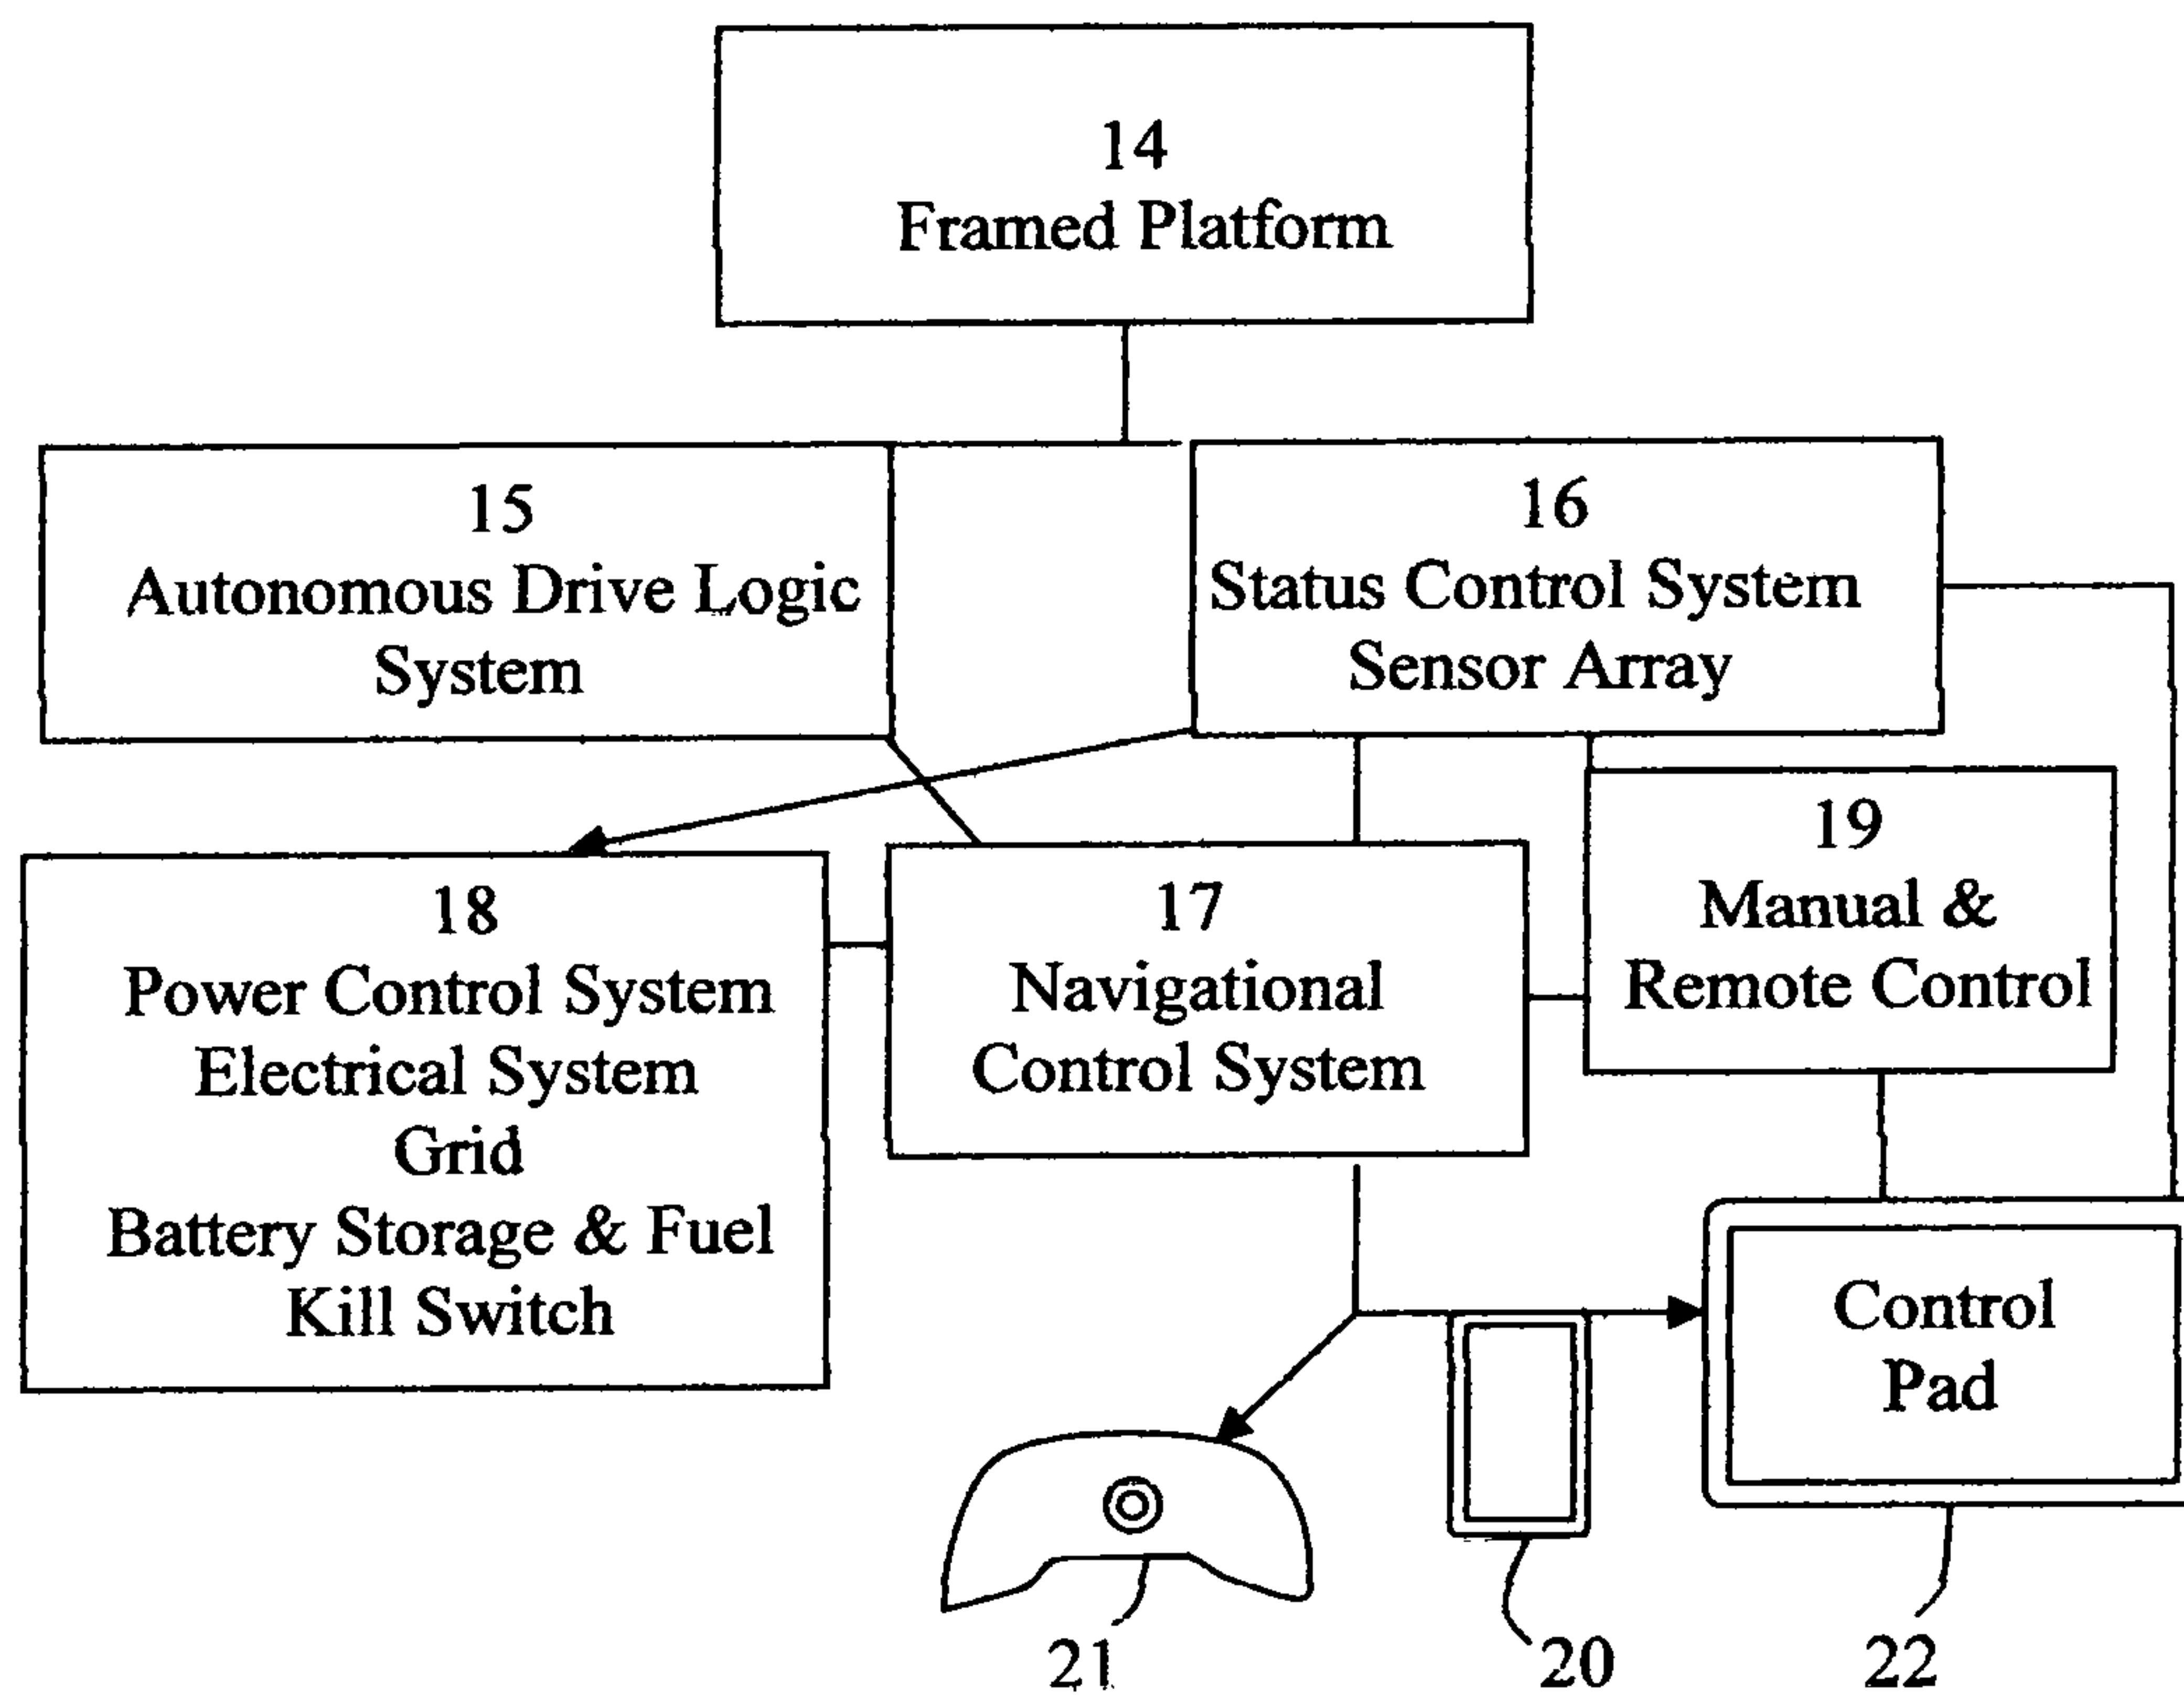 14
Framed Platform
15
Autonomous Drive Logic
System
16
Status Control System
Sensor Array
18
Power Control System
Electrical System
Grid
Battery Storage & Fuel
Kill Switch
17
Navigational
Control System
19
Manual &
Remote Control
Control
Pad
21
20
22